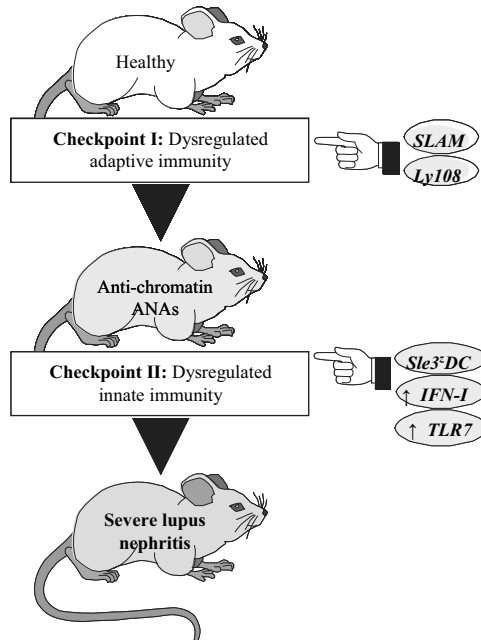 Healthy
Checkpoint I: Dysregulated
adaptive immunity
SLAM
Ly108
Anti-chromatin
ANAs
Checkpoint II: Dysregulated
innate immunity
Sle3ᶻDC
↑ IFN-I
↑ TLR7
Severe lupus
nephritis